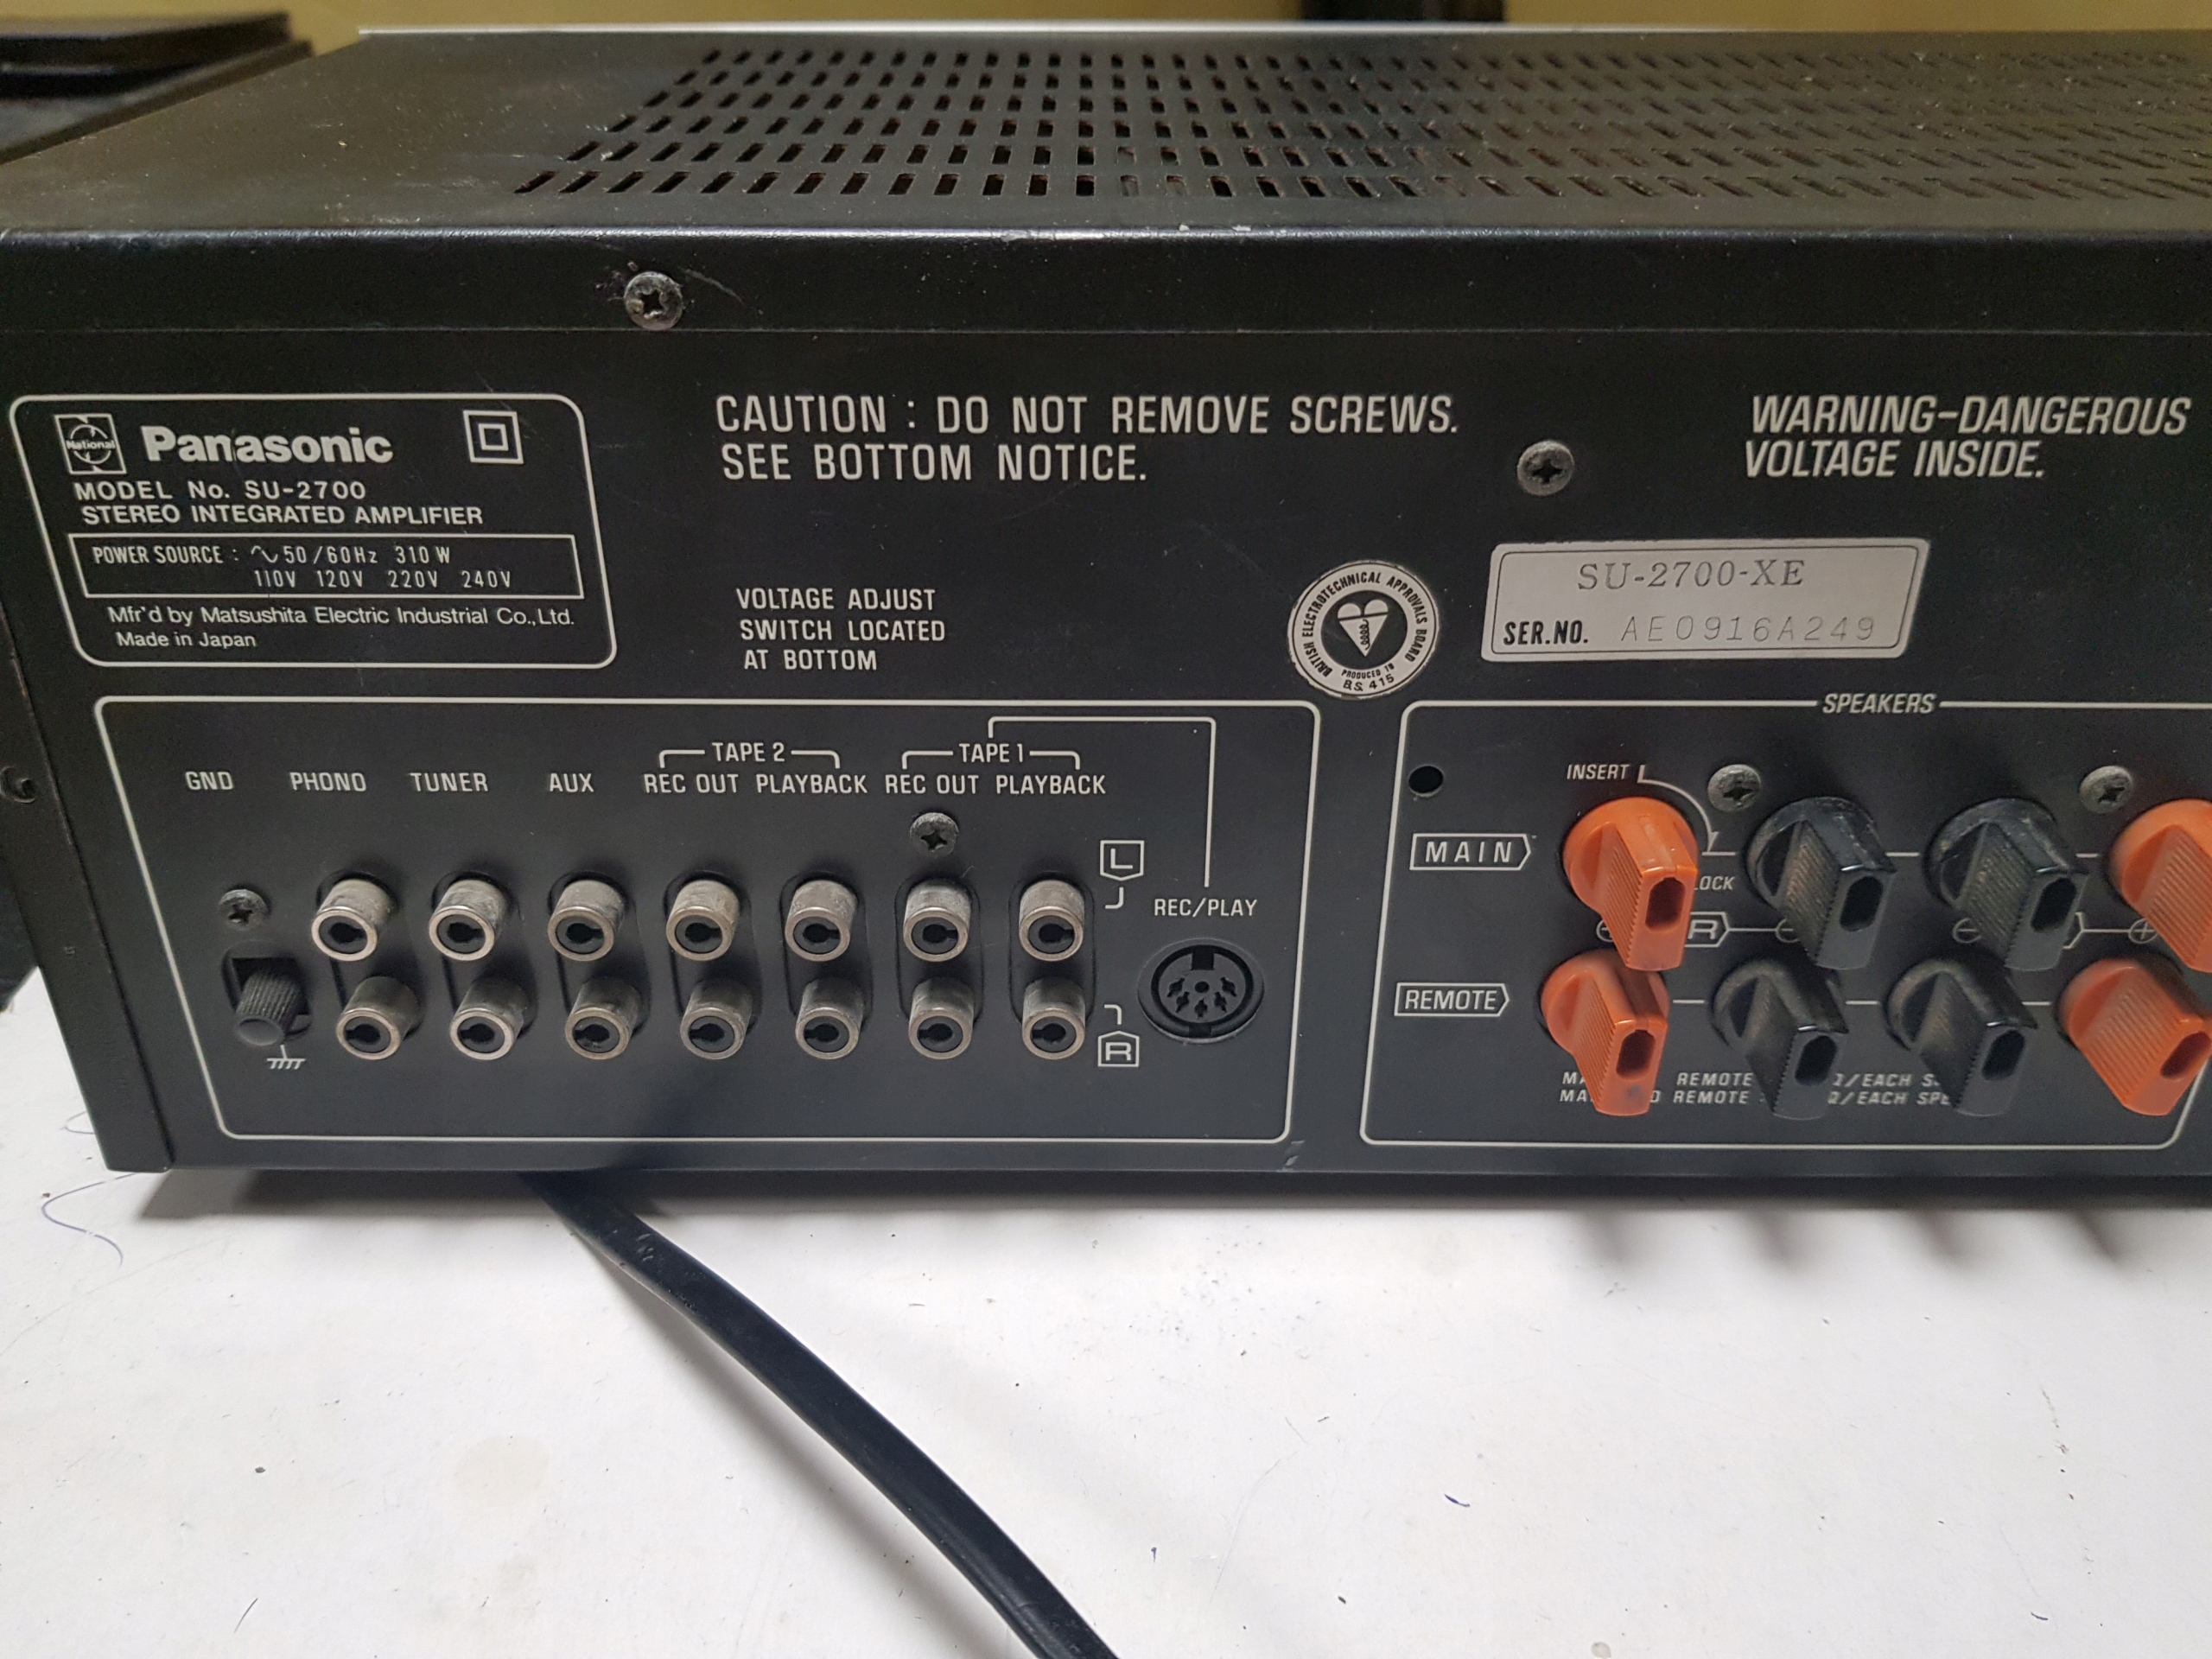 National Panasonic
MODEL No. SU-2700
STEREO INTEGRATED AMPLIFIER
POWER SOURCE : 50/60Hz 310 W
110V 120V 220V 240V
Mfr'd by Matsushita Electric Industrial Co., Ltd.
Made in Japan
CAUTION : DO NOT REMOVE SCREWS.
SEE BOTTOM NOTICE.
WARNING-DANGEROUS
VOLTAGE INSIDE.
VOLTAGE ADJUST
SWITCH LOCATED
AT BOTTOM
BRITISH ELECTROTECHNICAL APPROVALS BOARD
PRODUCED TO
B.S. 415
SU-2700-XE
SER.NO. AE0916A249
TAPE 2 TAPE 1
GND PHONO TUNER AUX REC OUT PLAYBACK REC OUT PLAYBACK
L
REC/PLAY
R
SPEAKERS
INSERT
MAIN
R
REMOTE
REMOTE /EACH
REMOTE /EACH